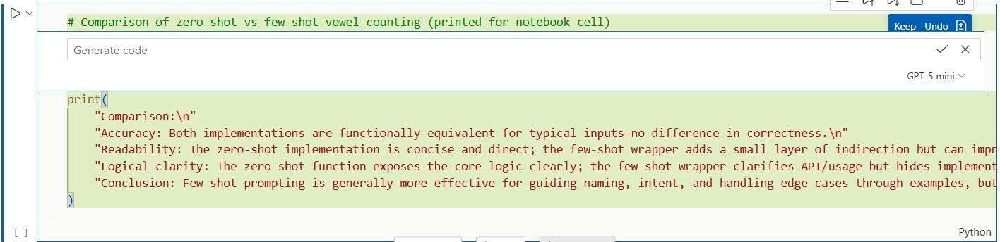 # Comparison of zero-shot vs few-shot vowel counting (printed for notebook cell)
Keep Undo
Generate code
GPT-5 mini
print(
"Comparison:\n"
"Accuracy: Both implementations are functionally equivalent for typical inputs—no difference in correctness.\n"
"Readability: The zero-shot implementation is concise and direct; the few-shot wrapper adds a small layer of indirection but can impr
"Logical clarity: The zero-shot function exposes the core logic clearly; the few-shot wrapper clarifies API/usage but hides implement
"Conclusion: Few-shot prompting is generally more effective for guiding naming, intent, and handling edge cases through examples, but
)
[ ]
Python